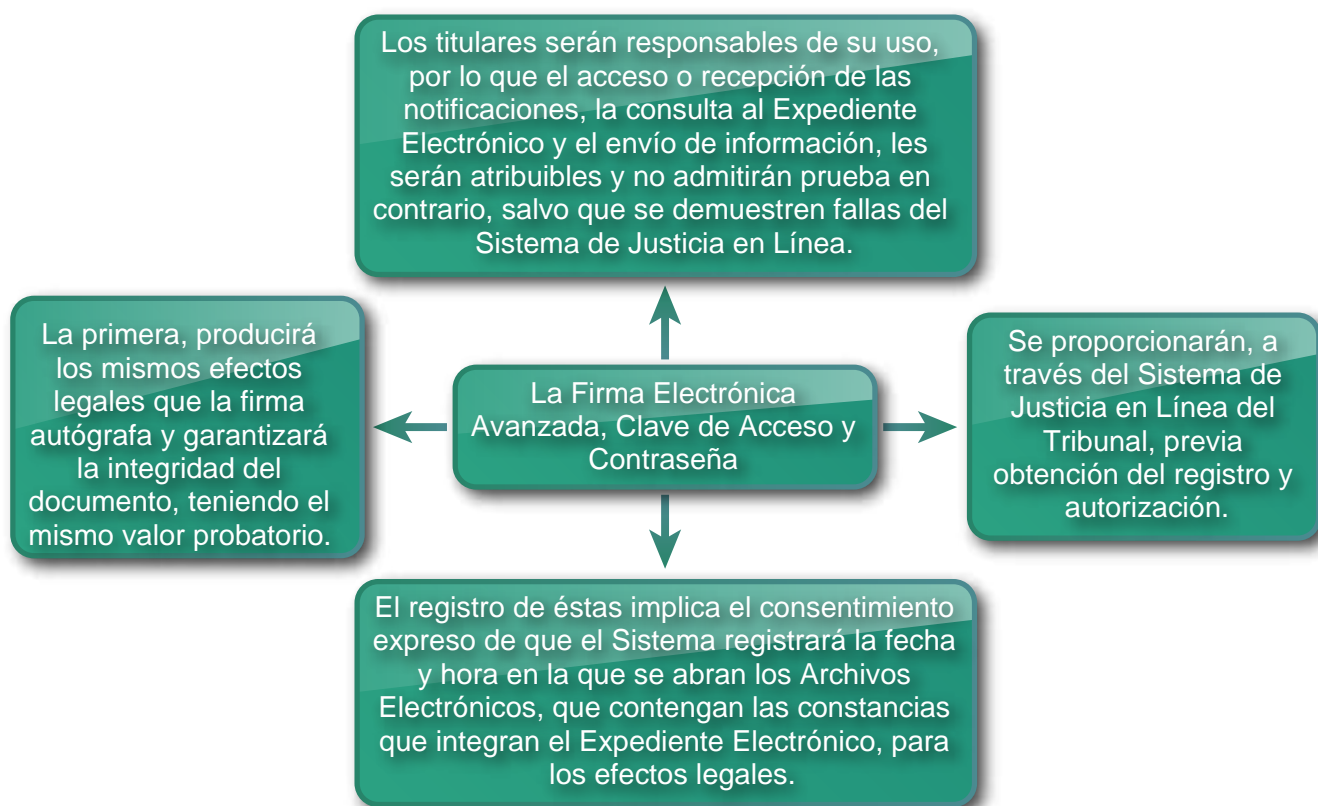 Los titulares serán responsables de su uso,
por lo que el acceso o recepción de las
notificaciones, la consulta al Expediente
Electrónico y el envío de información, les
serán atribuibles y no admitirán prueba en
contrario, salvo que se demuestren fallas del
Sistema de Justicia en Línea.
La primera, producirá
los mismos efectos
legales que la firma
autógrafa y garantizará
la integridad del
documento, teniendo el
mismo valor probatorio.
La Firma Electrónica
Avanzada, Clave de Acceso y
Contraseña
Se proporcionarán, a
través del Sistema de
Justicia en Línea del
Tribunal, previa
obtención del registro y
autorización.
El registro de éstas implica el consentimiento
expreso de que el Sistema registrará la fecha
y hora en la que se abran los Archivos
Electrónicos, que contengan las constancias
que integran el Expediente Electrónico, para
los efectos legales.